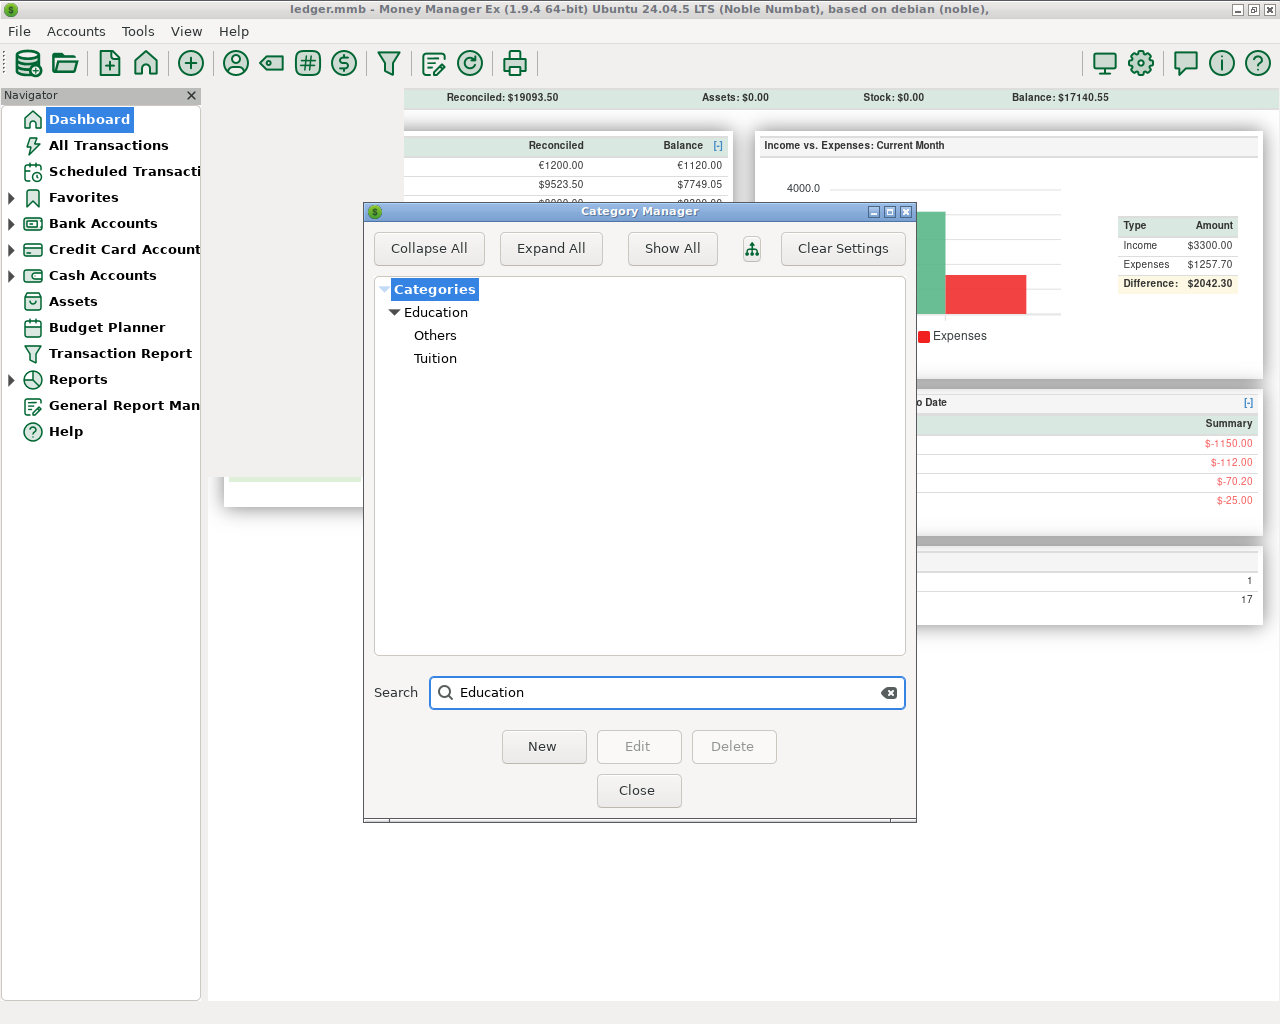 ledger.mmb - Money Manager Ex (1.9.4 64-bit) Ubuntu 24.04.5 LTS (Noble Numbat), based on debian (noble),
File Accounts Tools View Help
Navigator
Dashboard
All Transactions
Scheduled Transacti
Favorites
Bank Accounts
Credit Card Account
Cash Accounts
Assets
Budget Planner
Transaction Report
Reports
General Report Man
Help
Reconciled: $19093.50 Assets: $0.00 Stock: $0.00 Balance: $17140.55
Reconciled Balance [-]
€1200.00 €1120.00
$9523.50 $7749.05
Income vs. Expenses: Current Month
4000.0
Expenses
Type Amount
Income $3300.00
Expenses $1257.70
Difference: $2042.30
o Date [-]
Summary
$-1150.00
$-112.00
$-70.20
$-25.00
1
17
Category Manager
Collapse All Expand All Show All Clear Settings
Categories
Education
Others
Tuition
Search Education
New Edit Delete
Close